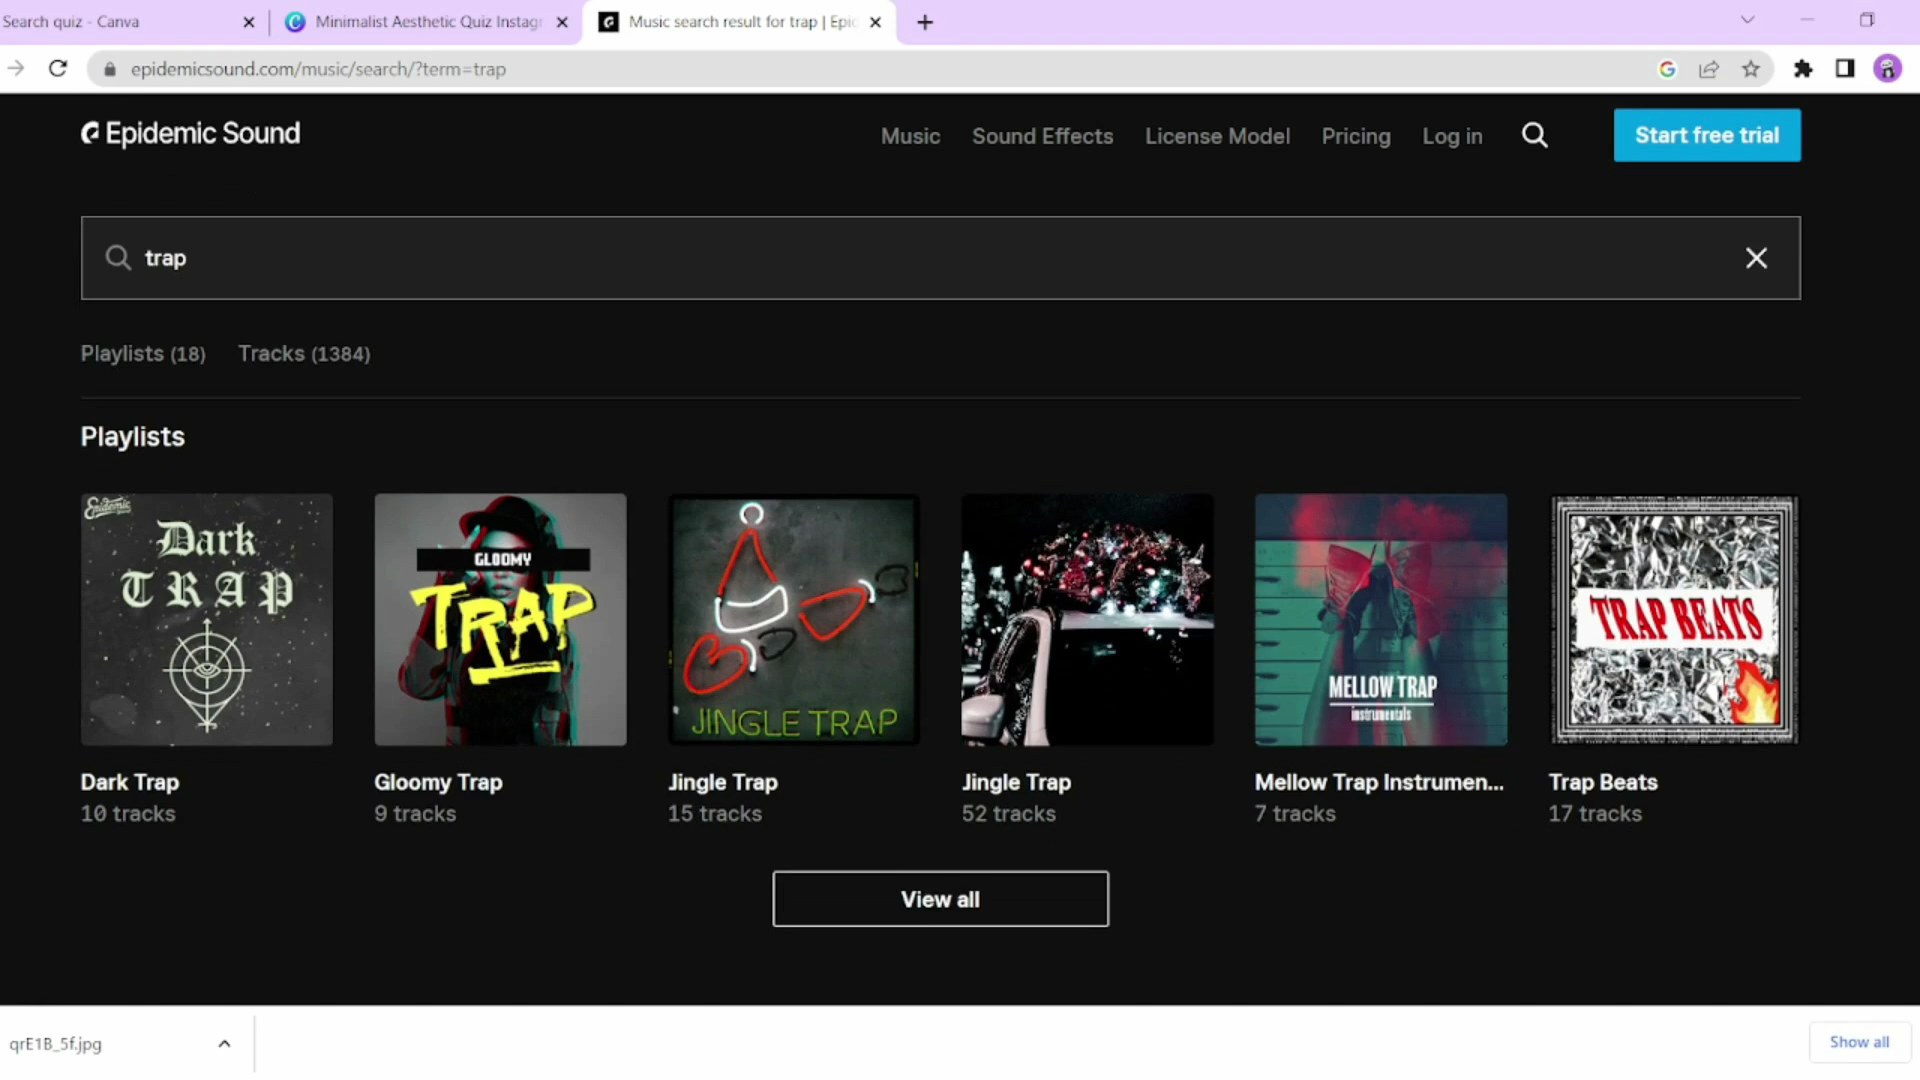 Search quiz - Canva
Minimalist Aesthetic Quiz Instagr
Music search result for trap | Epic
epidemicsound.com/music/search/?term=trap
Epidemic Sound
Music
Sound Effects
License Model
Pricing
Log in
Start free trial
trap
Playlists (18)
Tracks (1384)
Playlists
Epidemic
Dark
TRAP
GLOOMY
TRAP
JINGLE TRAP
MELLOW TRAP
instrumentals
TRAP BEATS
Dark Trap
10 tracks
Gloomy Trap
9 tracks
Jingle Trap
15 tracks
Jingle Trap
52 tracks
Mellow Trap Instrumen...
7 tracks
Trap Beats
17 tracks
View all
qrE1B_5f.jpg
Show all